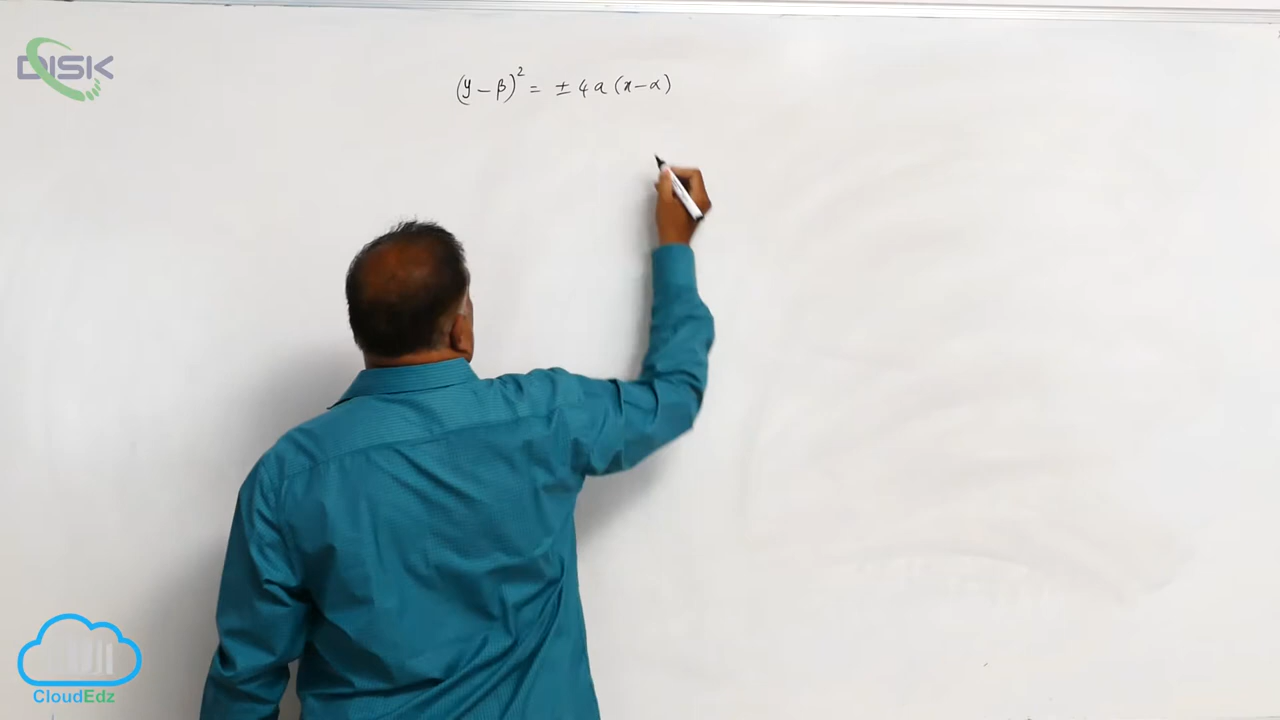 DISK
(y-β)² = ±4a(x-α)
CloudEdz